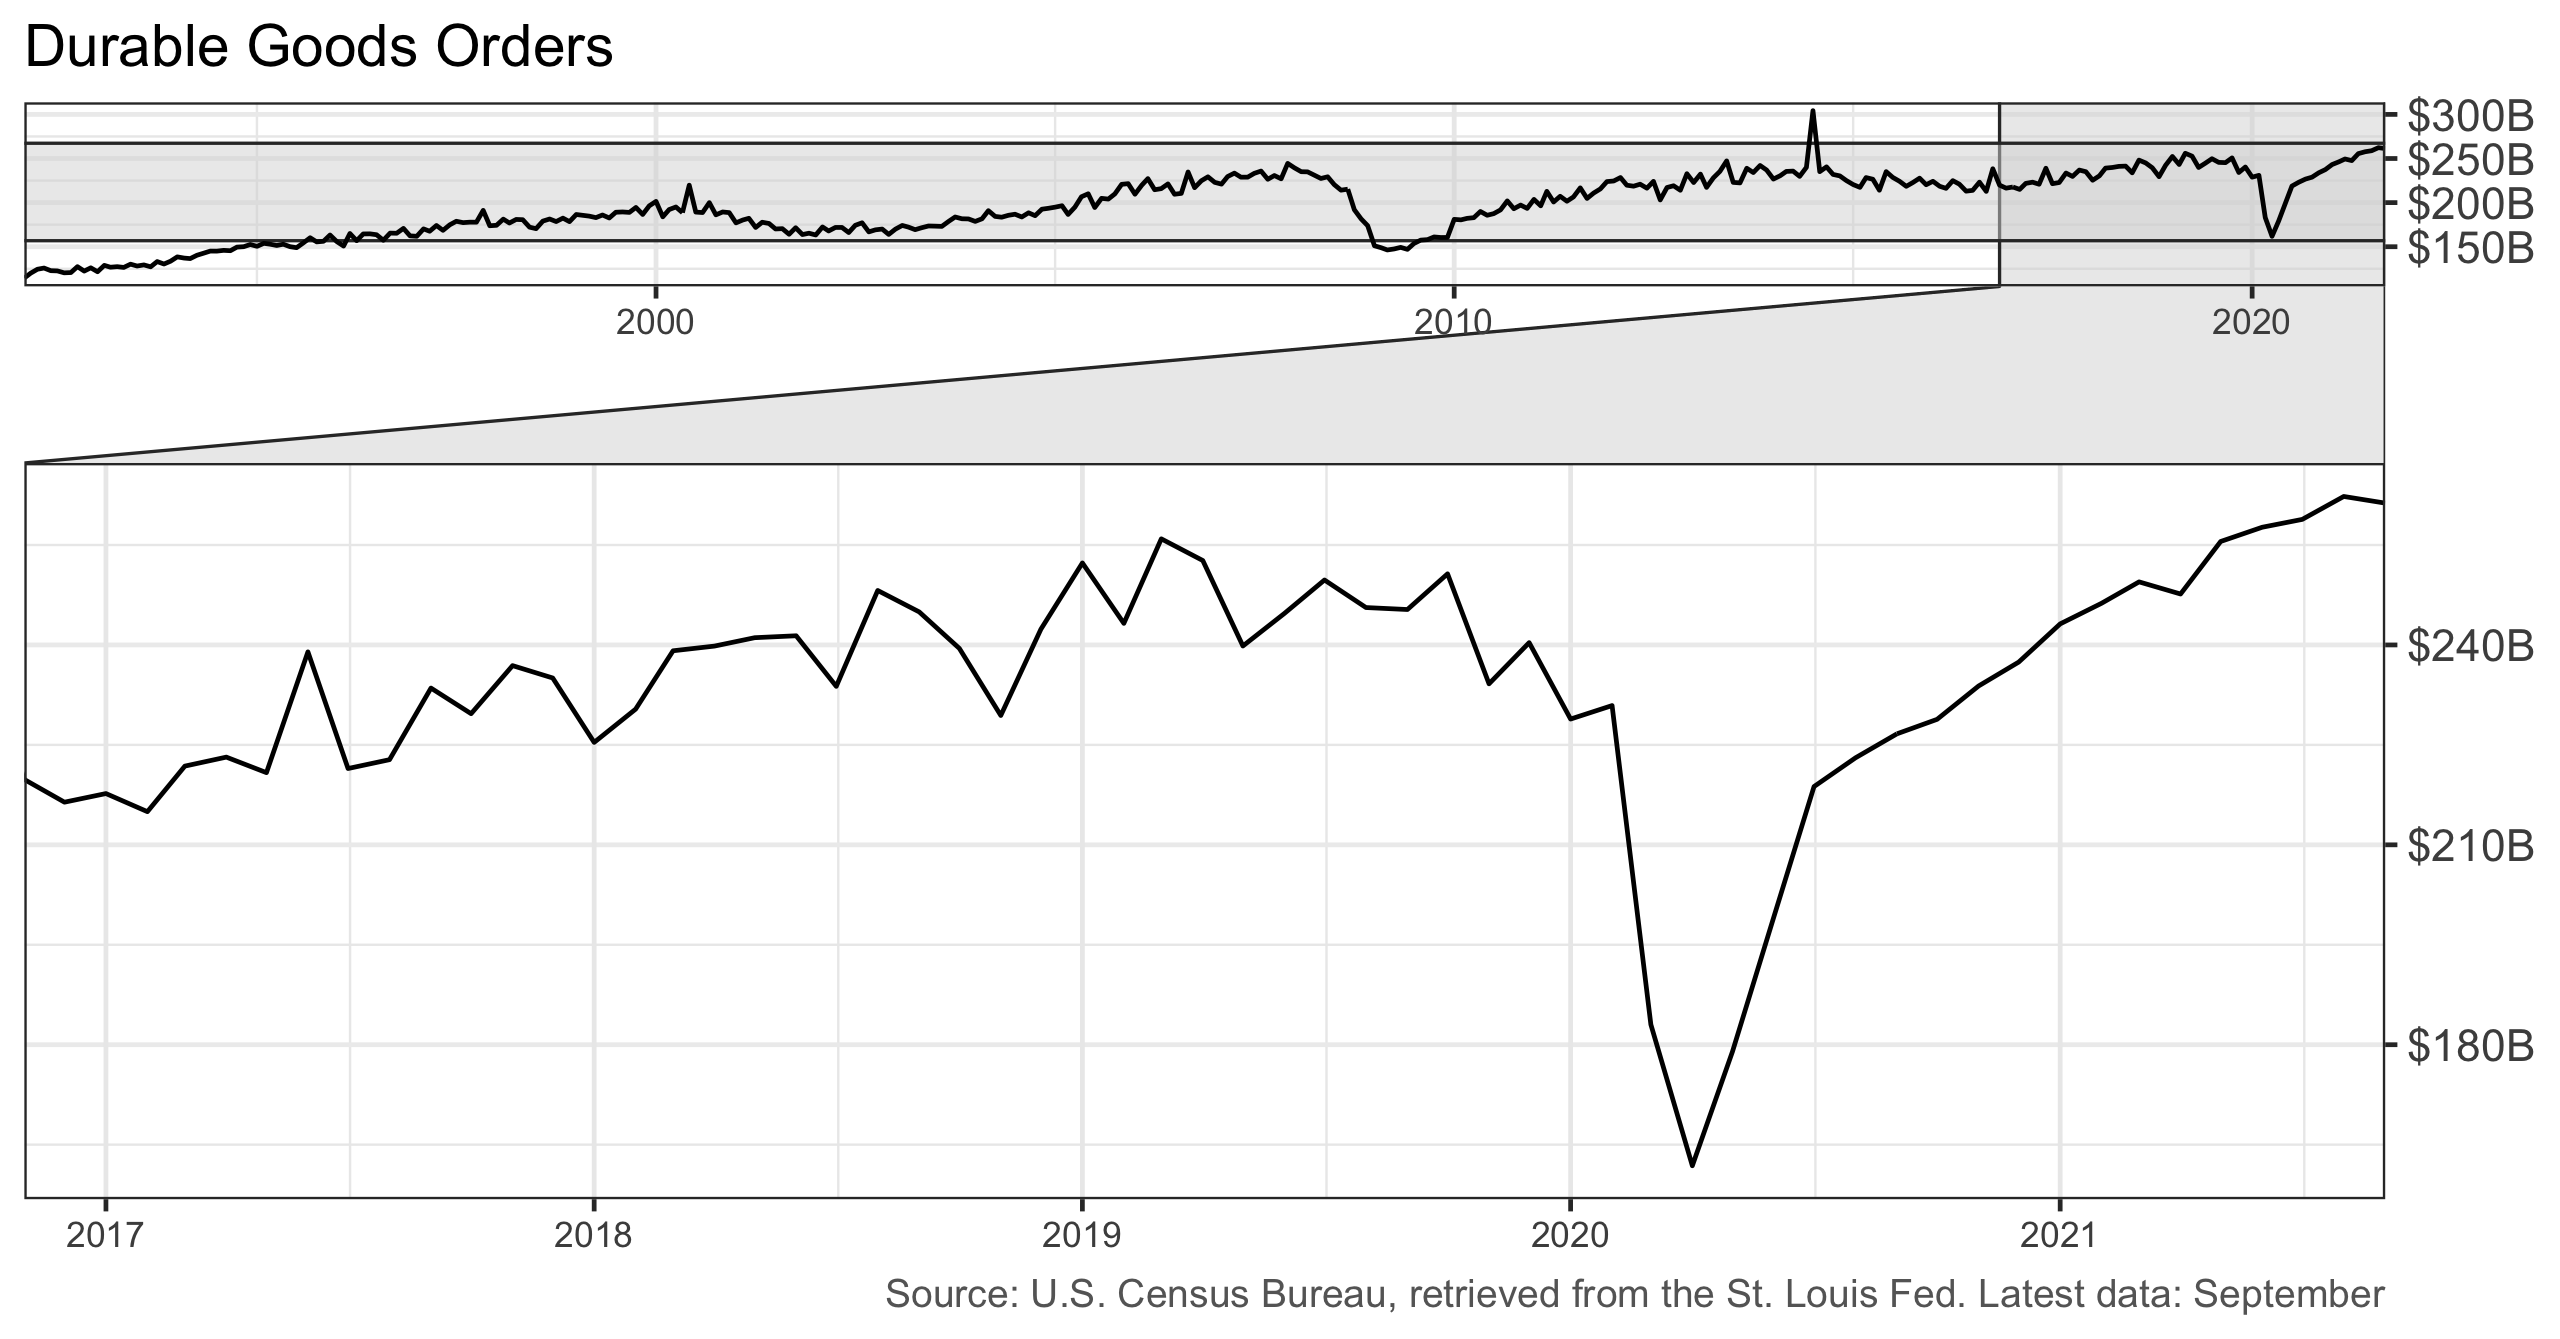 Durable Goods Orders
$300B
$250B
$200B
$150B
2000 2010 2020
$240B
$210B
$180B
2017 2018 2019 2020 2021
Source: U.S. Census Bureau, retrieved from the St. Louis Fed. Latest data: September